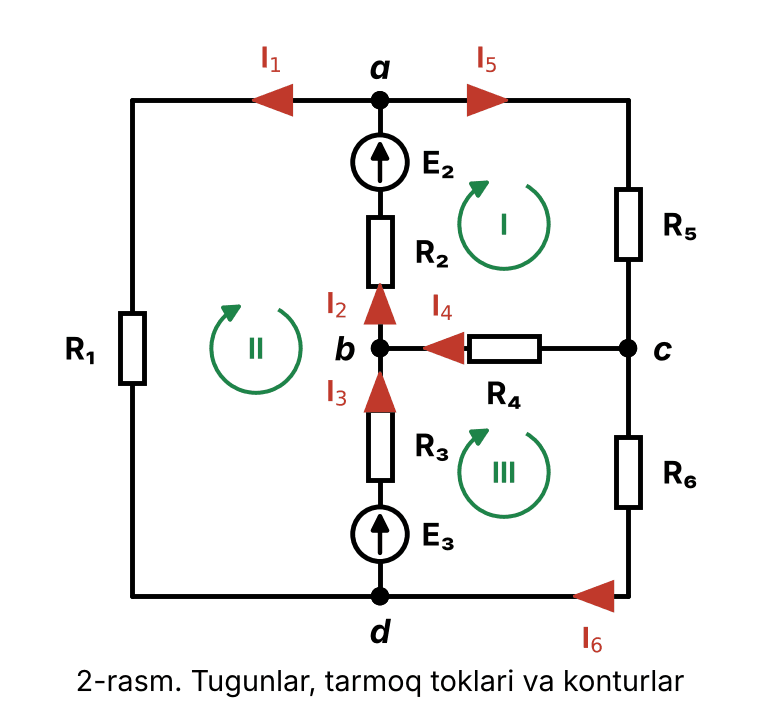 I₁ a I₅
E₂
I
R₅
R₂
I₂ I₄
R₁ II b c
R₄
I₃
R₃ III R₆
E₃
d
I₆
2-rasm. Tugunlar, tarmoq toklari va konturlar